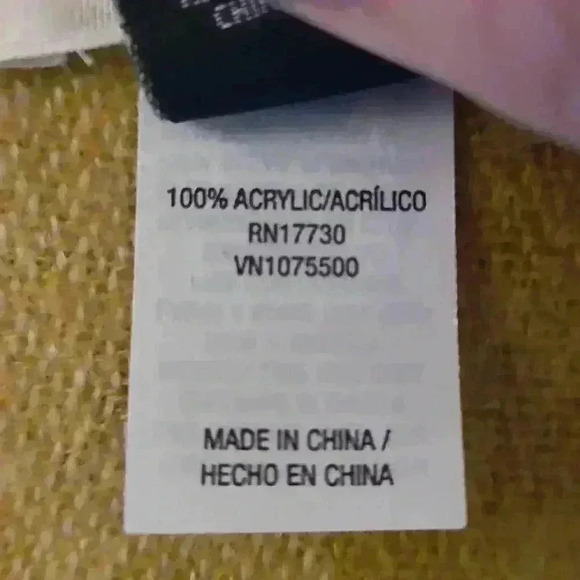 100% ACRYLIC/ACRÍLICO
RN17730
VN1075500
MADE IN CHINA /
HECHO EN CHINA